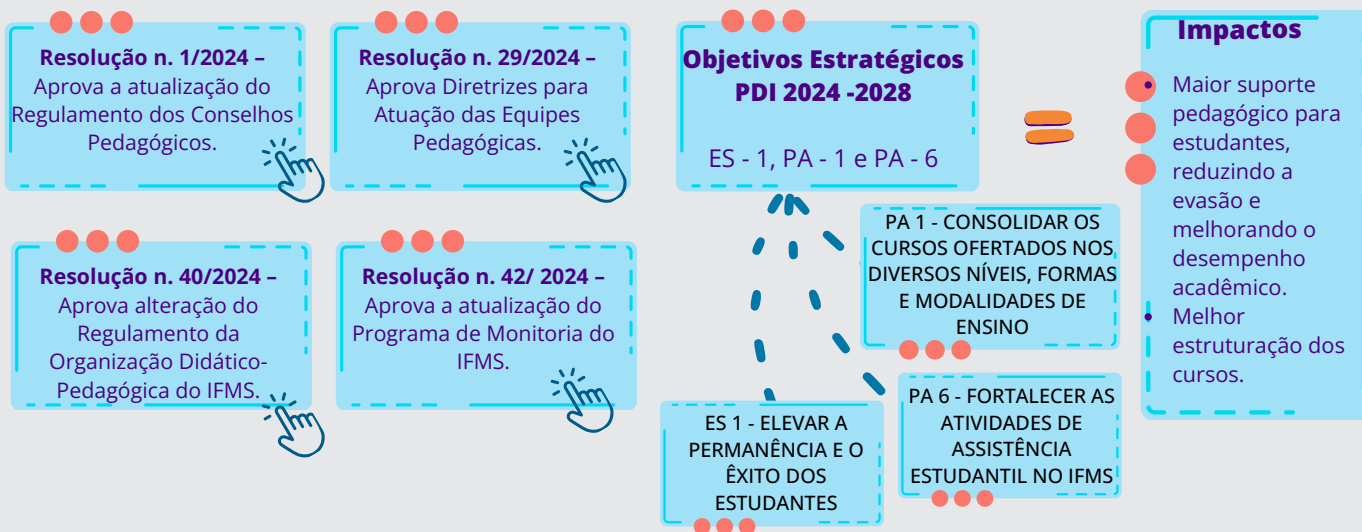 Resolução n. 1/2024 –
Aprova a atualização do
Regulamento dos Conselhos
Pedagógicos.
Resolução n. 29/2024 –
Aprova Diretrizes para
Atuação das Equipes
Pedagógicas.
Resolução n. 40/2024 –
Aprova alteração do
Regulamento da
Organização Didático-
Pedagógica do IFMS.
Resolução n. 42/ 2024 –
Aprova a atualização do
Programa de Monitoria do
IFMS.
Objetivos Estratégicos
PDI 2024 -2028
ES - 1, PA - 1 e PA - 6
PA 1 - CONSOLIDAR OS
CURSOS OFERTADOS NOS
DIVERSOS NÍVEIS, FORMAS
E MODALIDADES DE
ENSINO
ES 1 - ELEVAR A
PERMANÊNCIA E O
ÊXITO DOS
ESTUDANTES
PA 6 - FORTALECER AS
ATIVIDADES DE
ASSISTÊNCIA
ESTUDANTIL NO IFMS
Impactos
• Maior suporte
pedagógico para
estudantes,
reduzindo a
evasão e
melhorando o
desempenho
acadêmico.
• Melhor
estruturação dos
cursos.